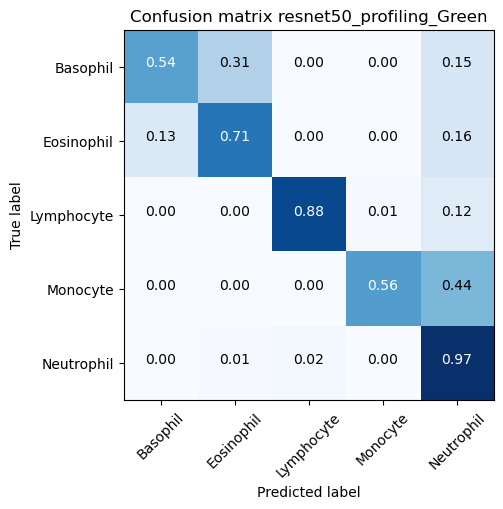 Confusion matrix resnet50_profiling_Green
True label
Basophil 0.54 0.31 0.00 0.00 0.15
Eosinophil 0.13 0.71 0.00 0.00 0.16
Lymphocyte 0.00 0.00 0.88 0.01 0.12
Monocyte 0.00 0.00 0.00 0.56 0.44
Neutrophil 0.00 0.01 0.02 0.00 0.97
Basophil Eosinophil Lymphocyte Monocyte Neutrophil
Predicted label